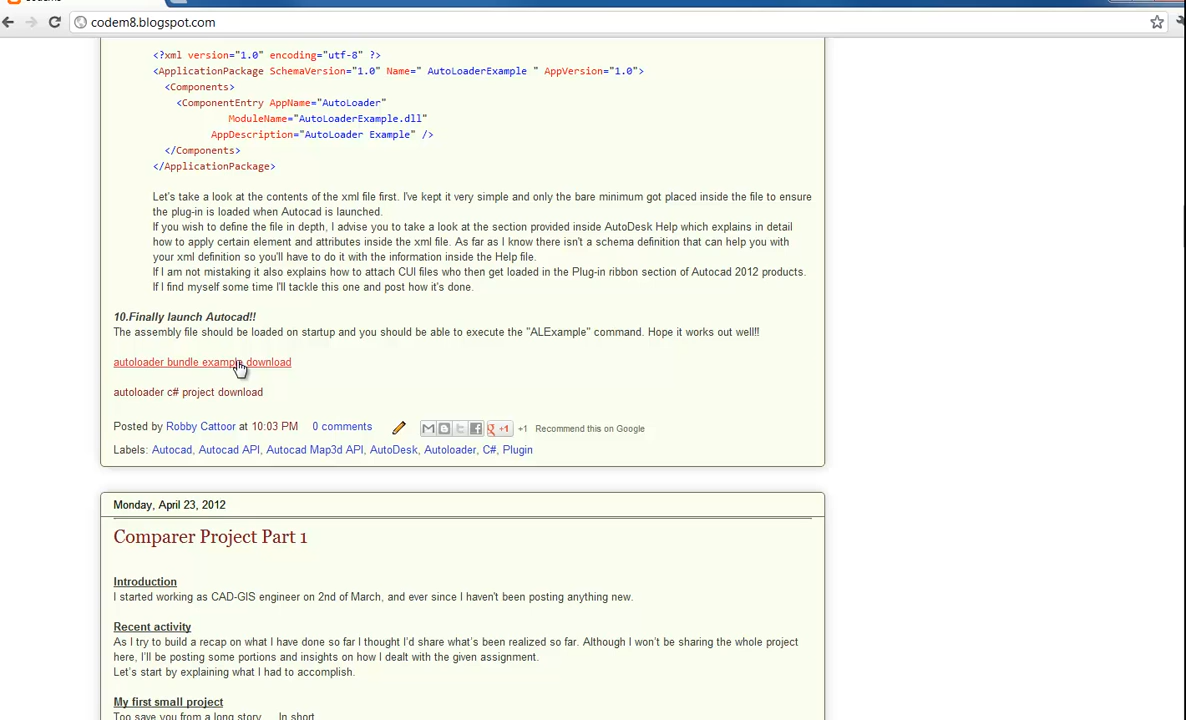 codem8.blogspot.com
<?xml version="1.0" encoding="utf-8" ?>
<ApplicationPackage SchemaVersion="1.0" Name=" AutoLoaderExample " AppVersion="1.0">
<Components>
<ComponentEntry AppName="AutoLoader"
ModuleName="AutoLoaderExample.dll"
AppDescription="AutoLoader Example" />
</Components>
</ApplicationPackage>
Let's take a look at the contents of the xml file first. I've kept it very simple and only the bare minimum got placed inside the file to ensure
the plug-in is loaded when Autocad is launched.
If you wish to define the file in depth, I advise you to take a look at the section provided inside AutoDesk Help which explains in detail
how to apply certain element and attributes inside the xml file. As far as I know there isn't a schema definition that can help you with
your xml definition so you'll have to do it with the information inside the Help file.
If I am not mistaking it also explains how to attach CUI files who then get loaded in the Plug-in ribbon section of Autocad 2012 products.
If I find myself some time I'll tackle this one and post how it's done.
10.Finally launch Autocad!!
The assembly file should be loaded on startup and you should be able to execute the "ALExample" command. Hope it works out well!!
autoloader bundle example download
autoloader c# project download
Posted by Robby Cattoor at 10:03 PM 0 comments +1 +1 Recommend this on Google
Labels: Autocad, Autocad API, Autocad Map3d API, AutoDesk, Autoloader, C#, Plugin
Monday, April 23, 2012
Comparer Project Part 1
Introduction
I started working as CAD-GIS engineer on 2nd of March, and ever since I haven't been posting anything new.
Recent activity
As I try to build a recap on what I have done so far I thought I'd share what's been realized so far. Although I won't be sharing the whole project
here, I'll be posting some portions and insights on how I dealt with the given assignment.
Let's start by explaining what I had to accomplish.
My first small project
Too save you from a long story ... In short